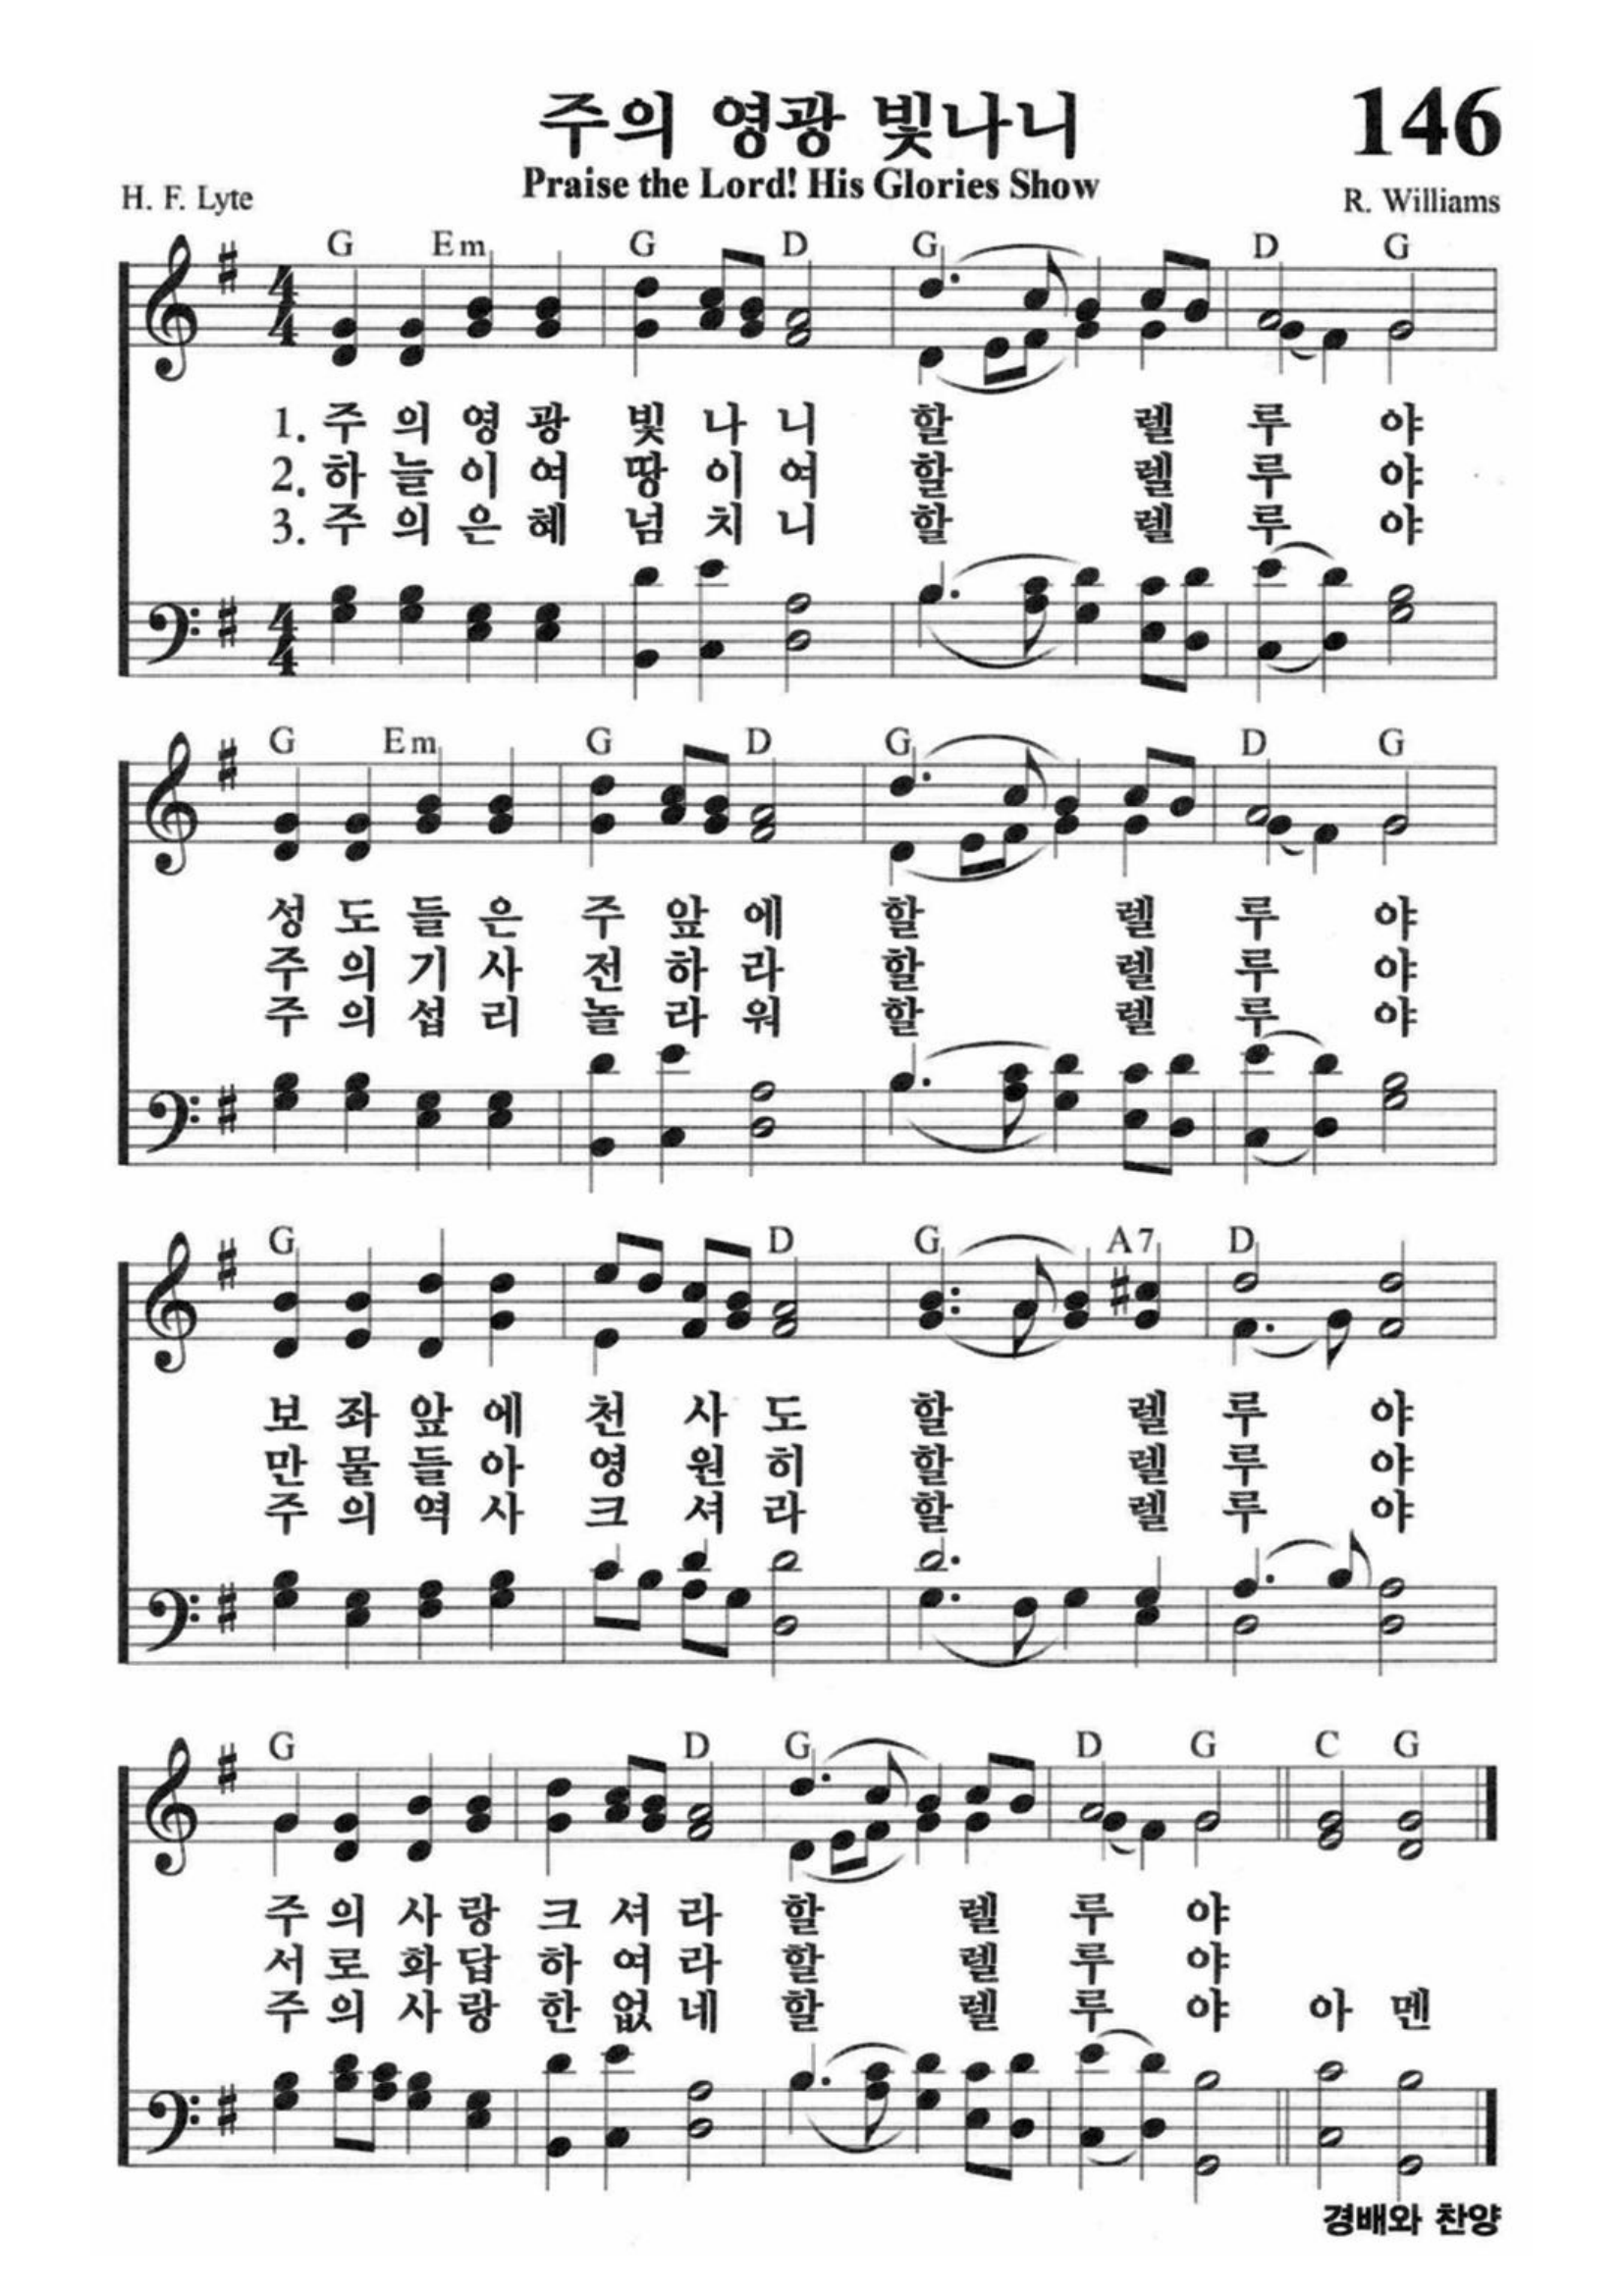 주의 영광 빛나니
146
Praise the Lord! His Glories Show
H. F. Lyte
R. Williams
G Em G D G D G
1. 주 의 영 광 빛 나 니 할 렐 루 야
2. 하 늘 이 여 땅 이 여 할 렐 루 야
3. 주 의 은 혜 넘 치 니 할 렐 루 야
G Em G D G D G
성 도 들 은 주 앞 에 할 렐 루 야
주 의 기 사 전 하 라 할 렐 루 야
주 의 섭 리 놀 라 워 할 렐 루 야
G D G A7 D
보 좌 앞 에 천 사 도 할 렐 루 야
만 물 들 아 영 원 히 할 렐 루 야
주 의 역 사 크 셔 라 할 렐 루 야
G D G D G C G
주 의 사 랑 크 셔 라 할 렐 루 야
서 로 화 답 하 여 라 할 렐 루 야
주 의 사 랑 한 없 네 할 렐 루 야 아 멘
경배와 찬양